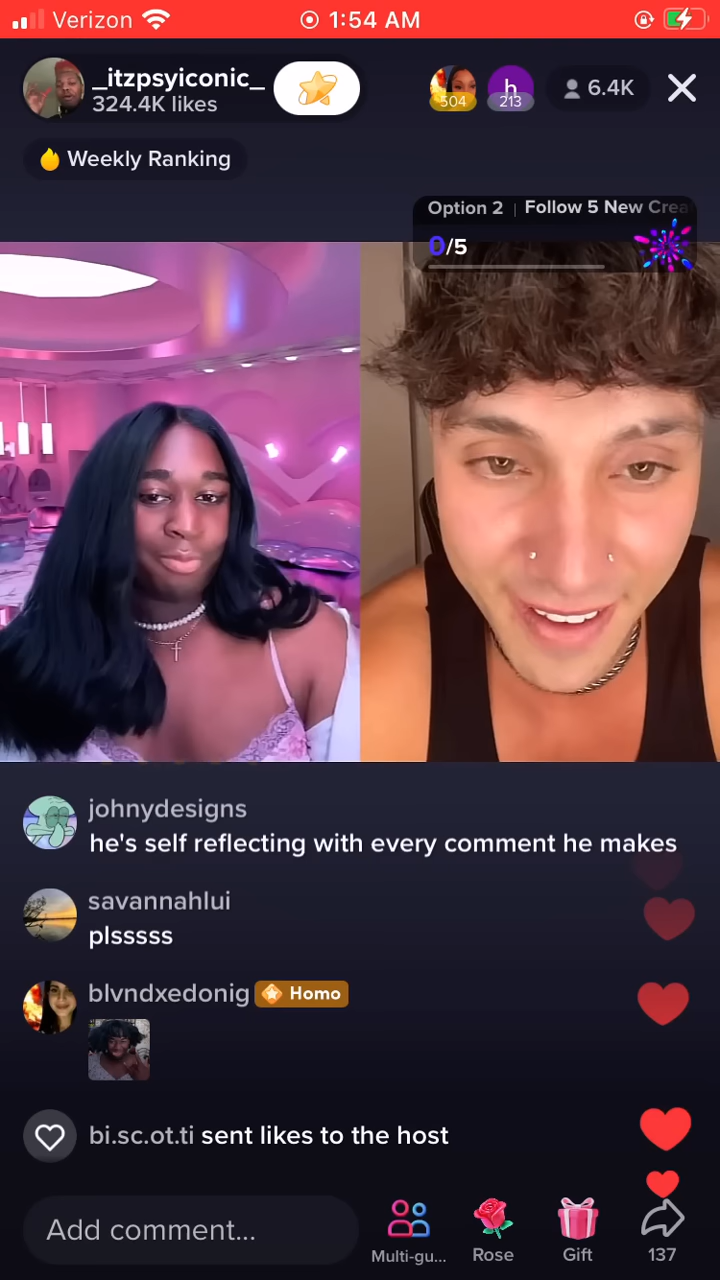 Verizon 1:54 AM
_itzpsyiconic_
324.4K likes
504
h
213
6.4K
Weekly Ranking
Option 2 | Follow 5 New Crea
0/5
johnydesigns
he's self reflecting with every comment he makes
savannahlui
plsssss
blvndxedonig Homo
bi.sc.ot.ti sent likes to the host
Add comment...
Multi-gu...
Rose
Gift
137